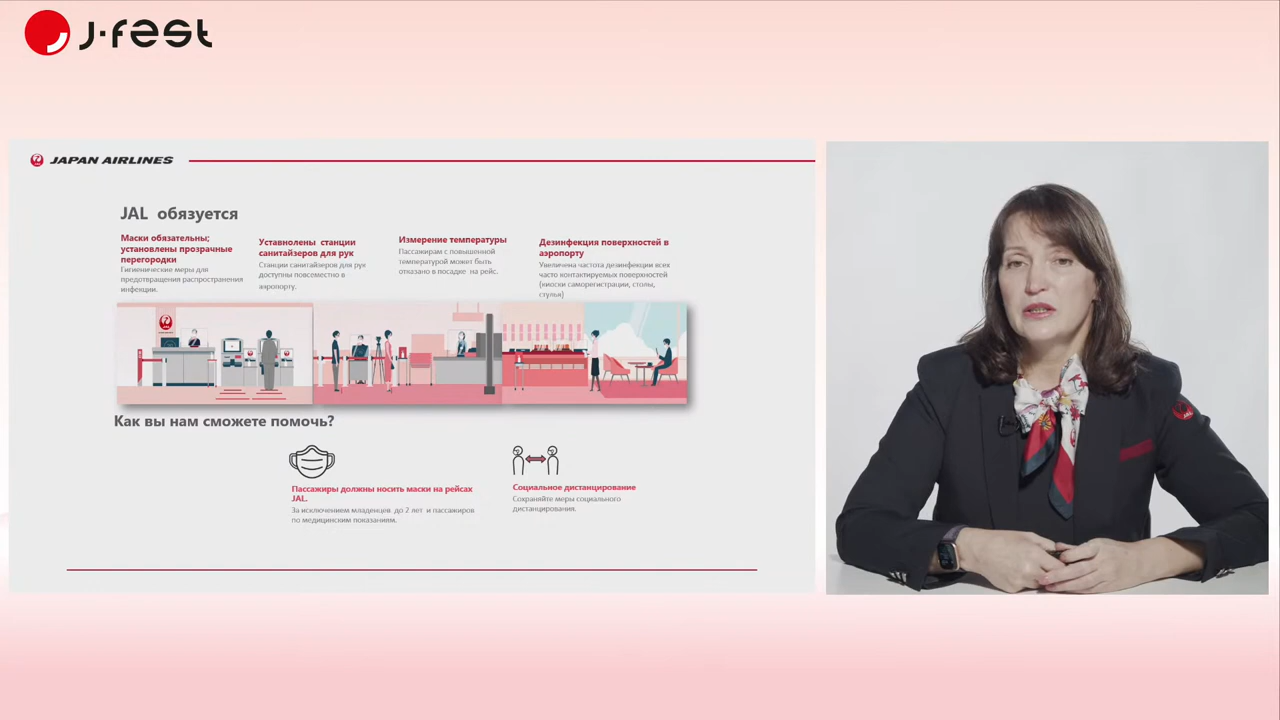 J-fest
JAPAN AIRLINES
JAL обязуется
Маски обязательны;
установлены прозрачные
перегородки
Гигиенические меры для
предотвращения распространения
инфекции.
Уставнолены станции
санитайзеров для рук
Станции санитайзеров для рук
доступны повсеместно в
аэропорту.
Измерение температуры
Пассажирам с повышенной
температурой может быть
отказано в посадке на рейс.
Дезинфекция поверхностей в
аэропорту
Увеличена частота дезинфекции всех
часто контактируемых поверхностей
(киоски саморегистрации, столы,
стулья)
Как вы нам сможете помочь?
Пассажиры должны носить маски на рейсах
JAL.
За исключением младенцев до 2 лет и пассажиров
по медицинским показаниям.
Социальное дистанцирование
Сохраняйте меры социального
дистанцирования.
JAL